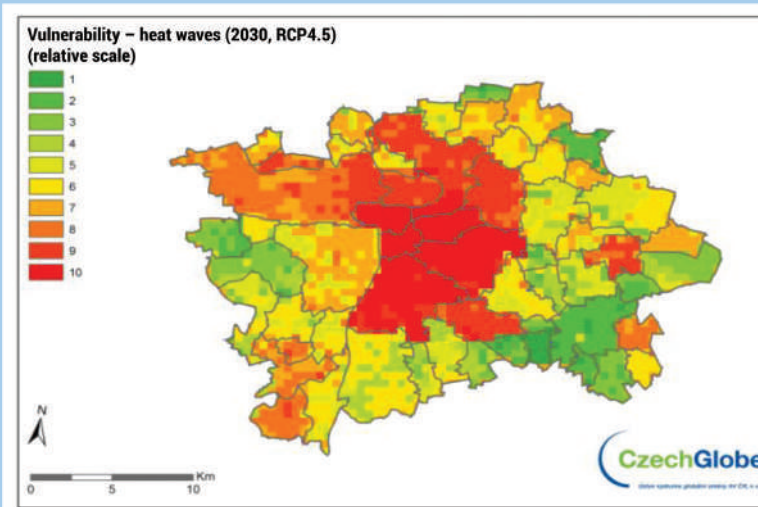 Vulnerability – heat waves (2030, RCP4.5)
(relative scale)
1
2
3
4
5
6
7
8
9
10
N
Km
0 5 10
CzechGlobe